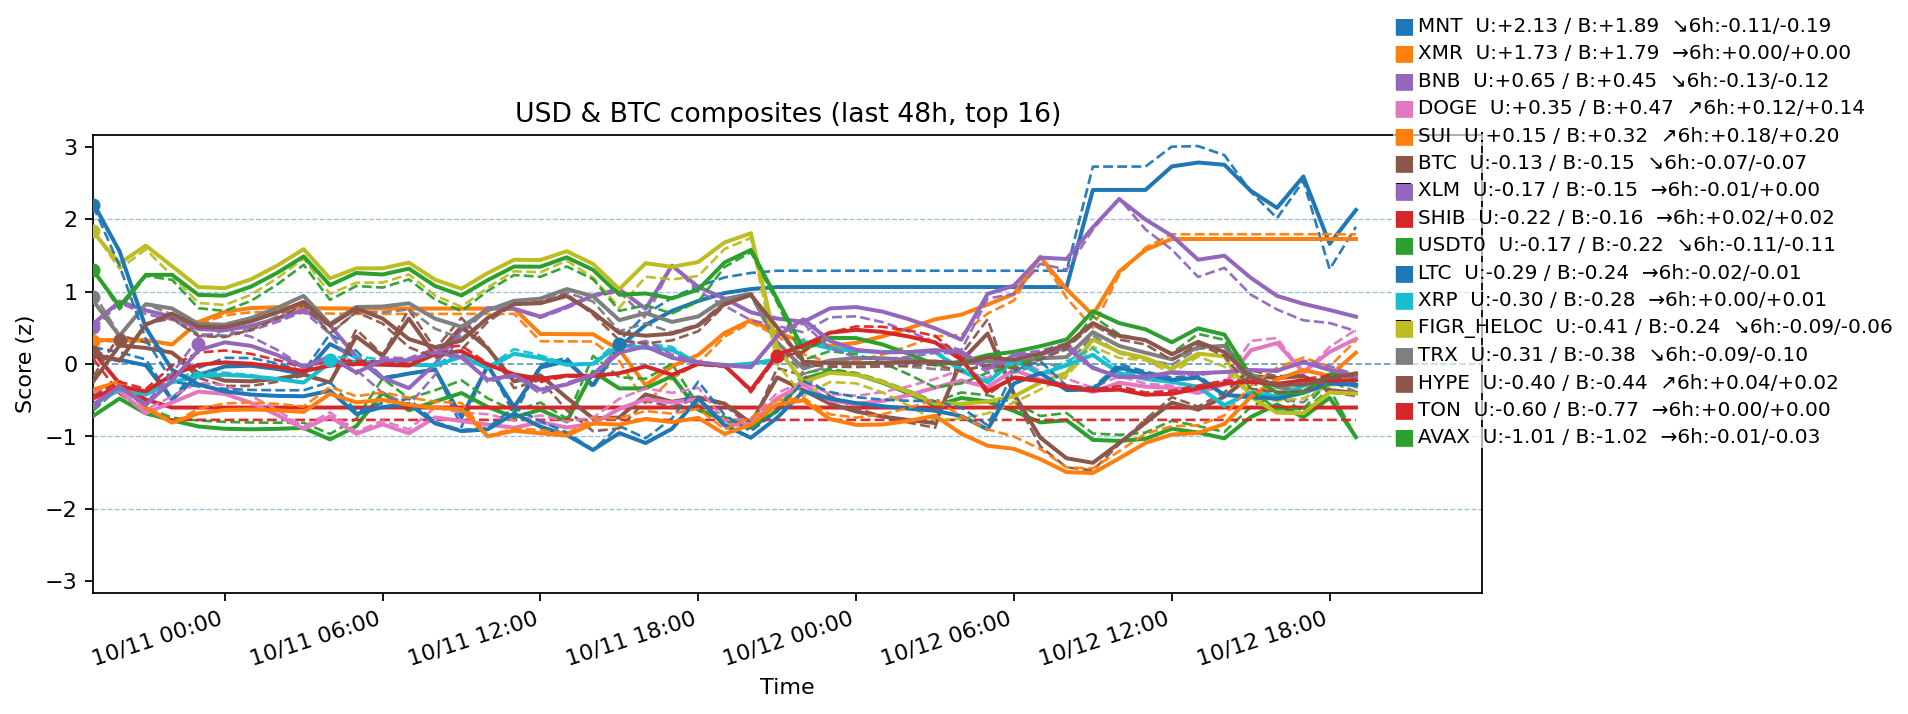 MNT U:+2.13 / B:+1.89 ↘6h:-0.11/-0.19
XMR U:+1.73 / B:+1.79 →6h:+0.00/+0.00
BNB U:+0.65 / B:+0.45 ↘6h:-0.13/-0.12
DOGE U:+0.35 / B:+0.47 ↗6h:+0.12/+0.14
SUI U:+0.15 / B:+0.32 ↗6h:+0.18/+0.20
BTC U:-0.13 / B:-0.15 ↘6h:-0.07/-0.07
XLM U:-0.17 / B:-0.15 →6h:-0.01/+0.00
SHIB U:-0.22 / B:-0.16 →6h:+0.02/+0.02
USDT0 U:-0.17 / B:-0.22 ↘6h:-0.11/-0.11
LTC U:-0.29 / B:-0.24 →6h:-0.02/-0.01
XRP U:-0.30 / B:-0.28 →6h:+0.00/+0.01
FIGR_HELOC U:-0.41 / B:-0.24 ↘6h:-0.09/-0.06
TRX U:-0.31 / B:-0.38 ↘6h:-0.09/-0.10
HYPE U:-0.40 / B:-0.44 ↗6h:+0.04/+0.02
TON U:-0.60 / B:-0.77 →6h:+0.00/+0.00
AVAX U:-1.01 / B:-1.02 →6h:-0.01/-0.03
USD & BTC composites (last 48h, top 16)
Score (z)
3
2
1
0
−1
−2
−3
10/11 00:00
10/11 06:00
10/11 12:00
10/11 18:00
10/12 00:00
10/12 06:00
10/12 12:00
10/12 18:00
Time